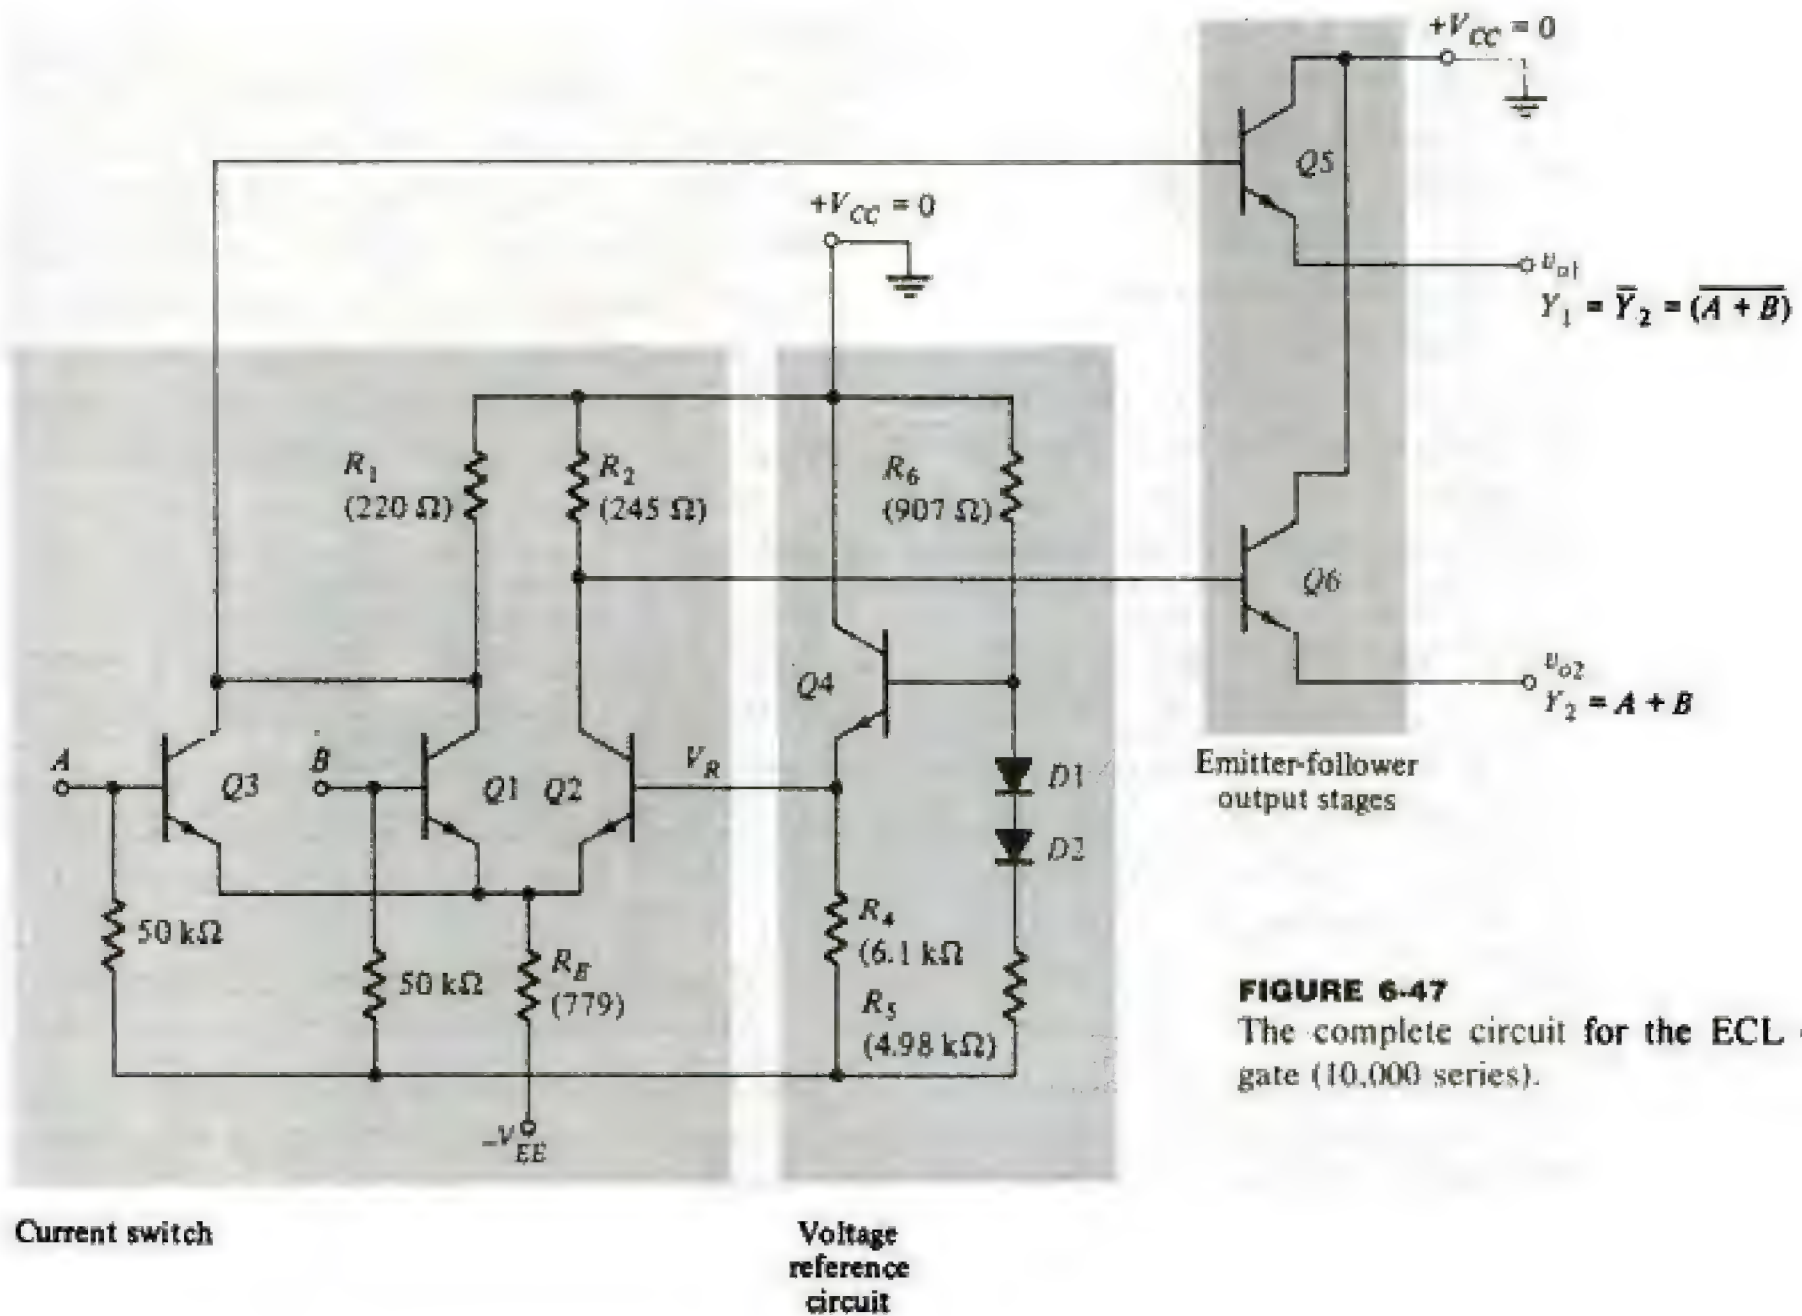 +V_CC = 0
Q5
+V_CC = 0
v_o1
Y_1 = \overline{Y}_2 = \overline{(A + B)}
R_1
(220 Ω)
R_2
(245 Ω)
R_6
(907 Ω)
Q6
Q4
v_o2
Y_2 = A + B
A
Q3
B
Q1
Q2
V_R
D1
Emitter-follower
output stages
D2
50 kΩ
50 kΩ
R_E
(779)
R_4
(6.1 kΩ
R_5
(4.98 kΩ)
FIGURE 6-47
The complete circuit for the ECL
gate (10,000 series).
-V_EE
Current switch
Voltage
reference
circuit